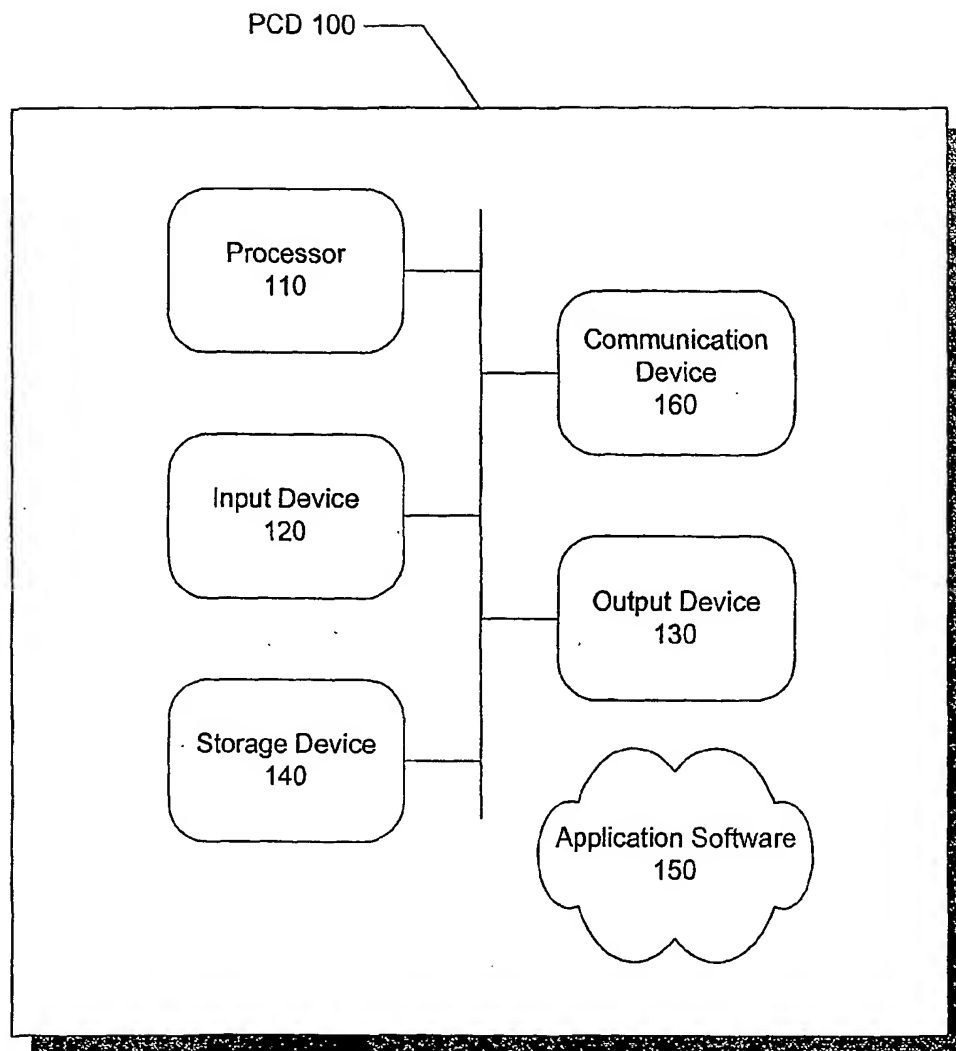 PCD 100
Processor
110
Communication
Device
160
Input Device
120
Output Device
130
Storage Device
140
Application Software
150